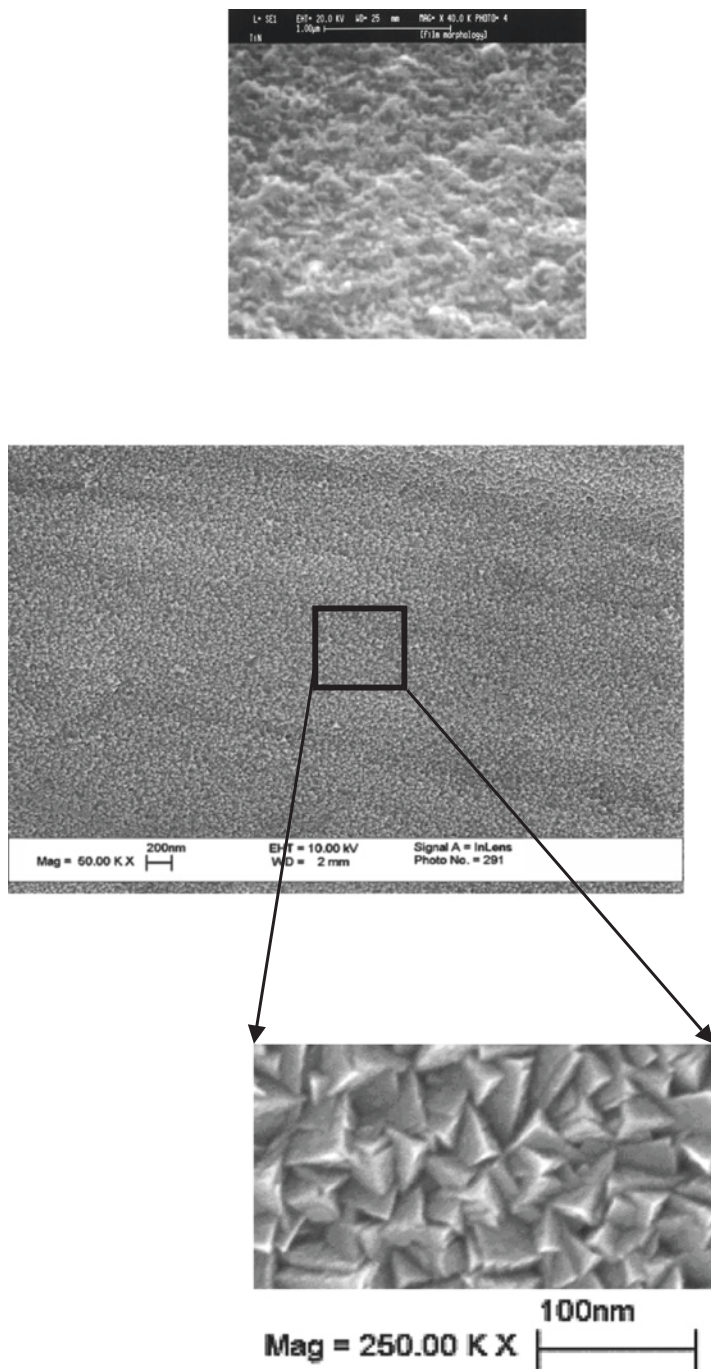 L= SE1 EHT= 20.0 KV WD= 25 mm MAG= X 40.0 K PHOTO= 4
1.00µm
TiN (Film morphology)
200nm EHT = 10.00 kV Signal A = InLens
Mag = 50.00 K X WD = 2 mm Photo No. = 291
100nm
Mag = 250.00 K X